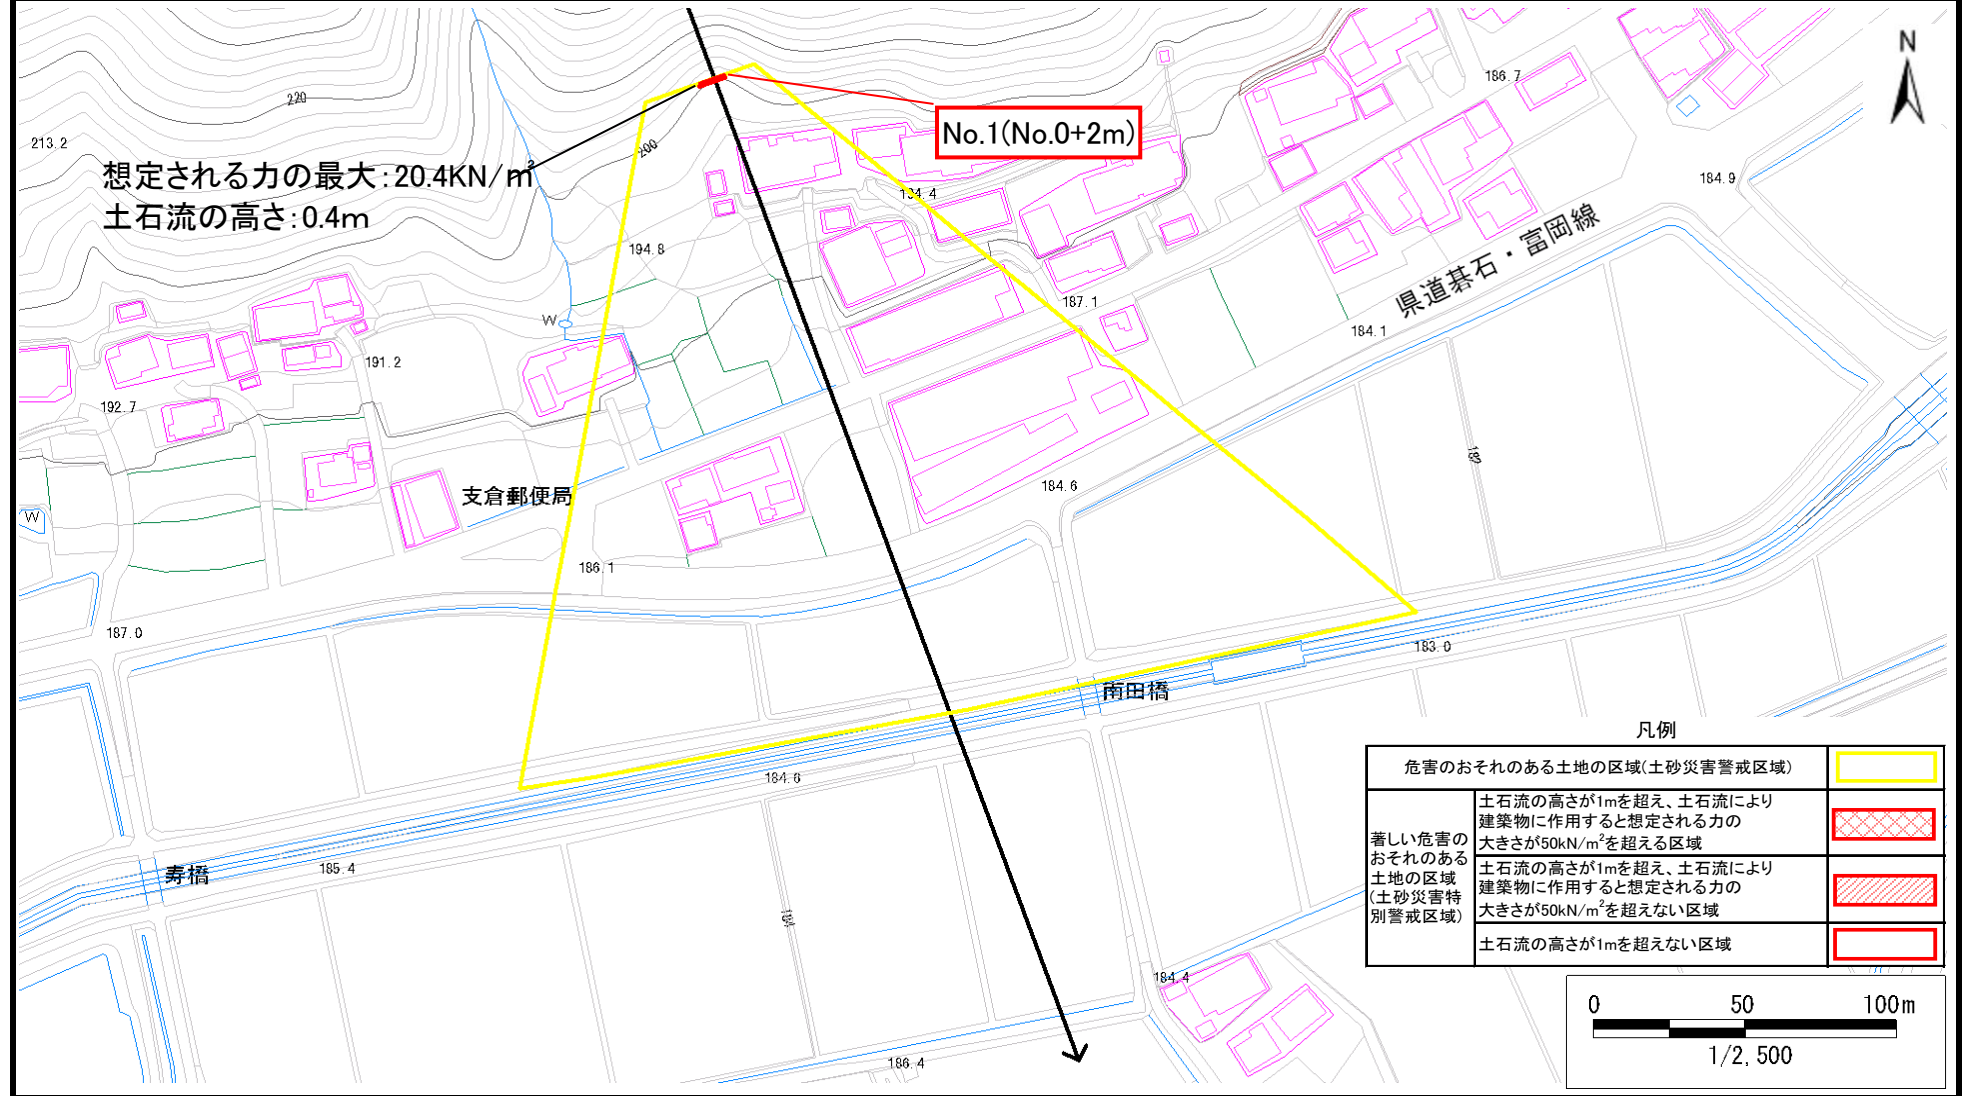 N
220
213.2
186.7
No.1(No.0+2m)
想定される力の最大:20.4KN/㎡
土石流の高さ:0.4m
200
184.9
194.4
194.8
県道碁石・富岡線
187.1
184.1
W
191.2
192.7
182
184.6
支倉郵便局
W
186.1
187.0
183.0
南田橋
184.6
寿橋
185.4
184
184.4
186.4
凡例
危害のおそれのある土地の区域(土砂災害警戒区域)
著しい危害の
おそれのある
土地の区域
(土砂災害特
別警戒区域)
土石流の高さが1mを超え、土石流により
建築物に作用すると想定される力の
大きさが50kN/m²を超える区域
土石流の高さが1mを超え、土石流により
建築物に作用すると想定される力の
大きさが50kN/m²を超えない区域
土石流の高さが1mを超えない区域
0 50 100m
1/2,500